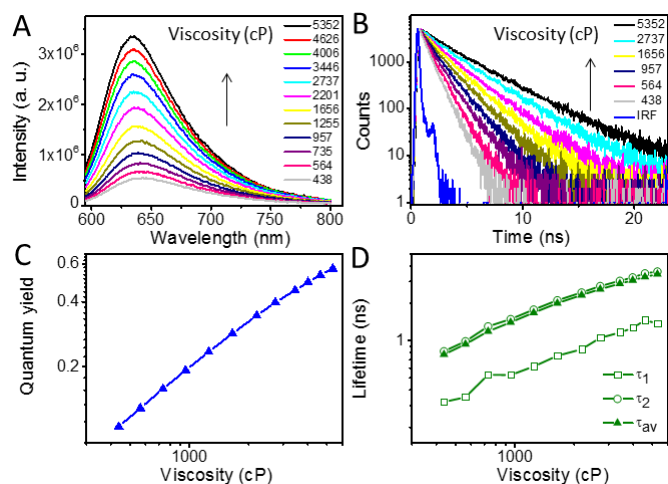 A
Viscosity (cP)
5352
4626
4006
3446
2737
2201
1656
1255
957
735
564
438
3x10⁶
2x10⁶
1x10⁶
0
Intensity (a. u.)
600
650
700
750
800
Wavelength (nm)
B
Viscosity (cP)
5352
2737
1656
957
564
438
IRF
1000
100
10
1
Counts
10
20
Time (ns)
C
0.6
0.4
0.2
Quantum yield
1000
Viscosity (cP)
D
1
Lifetime (ns)
τ₁
τ₂
τav
1000
Viscosity (cP)